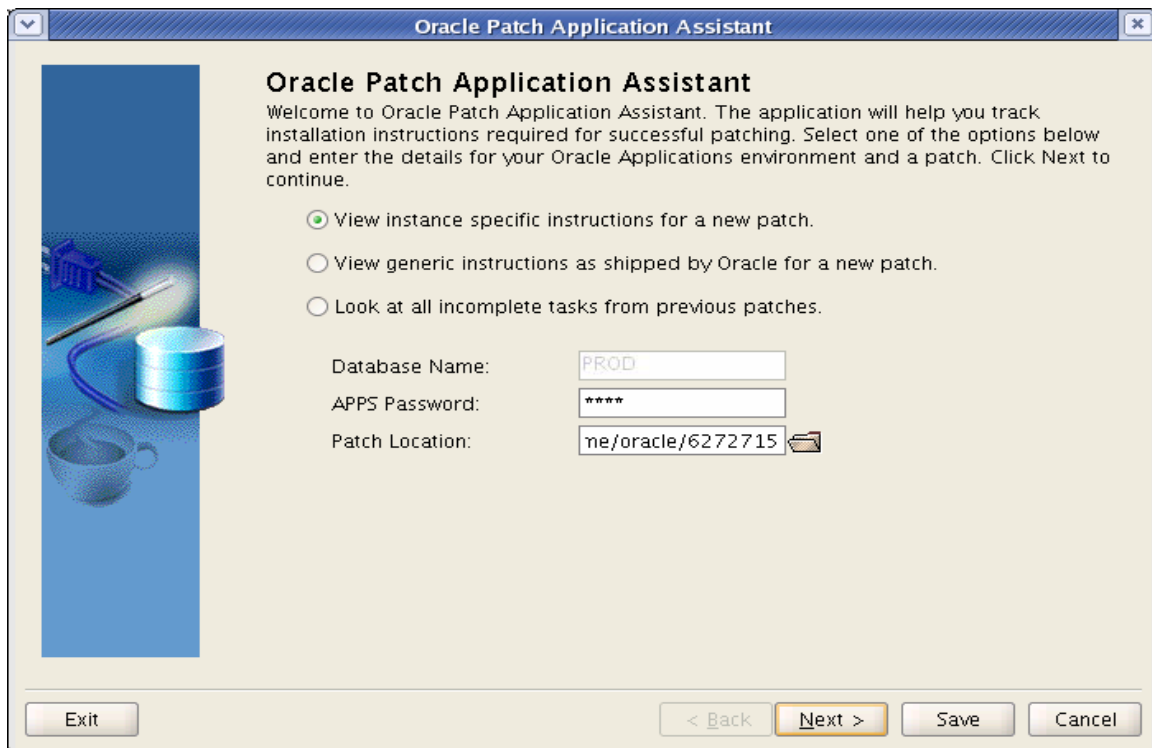 Oracle Patch Application Assistant
Oracle Patch Application Assistant
Welcome to Oracle Patch Application Assistant. The application will help you track
installation instructions required for successful patching. Select one of the options below
and enter the details for your Oracle Applications environment and a patch. Click Next to
continue.
View instance specific instructions for a new patch.
View generic instructions as shipped by Oracle for a new patch.
Look at all incomplete tasks from previous patches.
Database Name: PROD
APPS Password: ****
Patch Location: ne/oracle/6272715
Exit < Back Next > Save Cancel